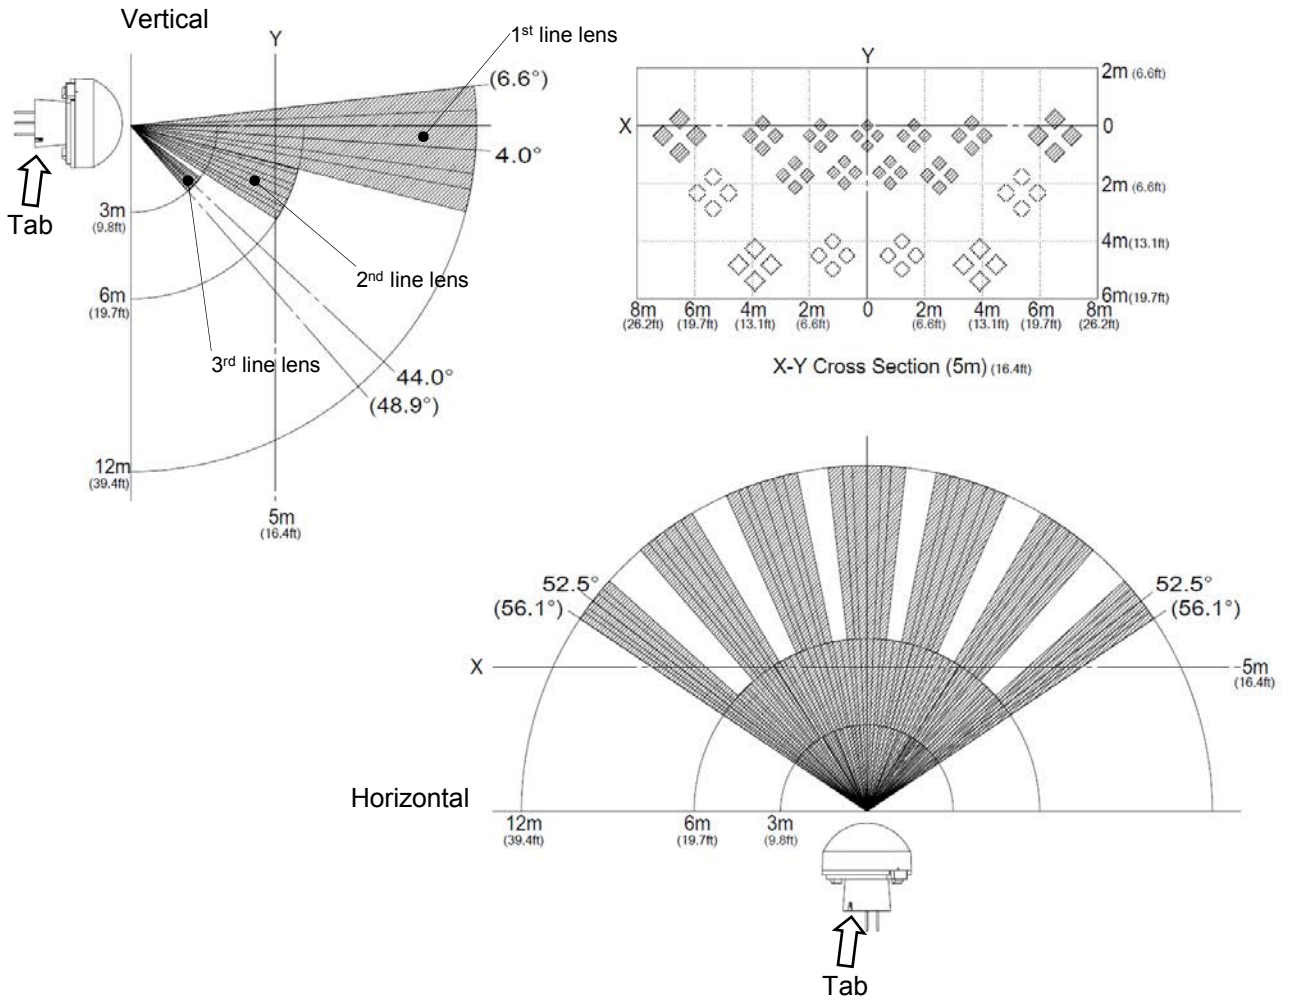 Vertical
Y
1st line lens
(6.6°)
4.0°
Tab
3m
(9.8ft)
2nd line lens
6m
(19.7ft)
3rd line lens
44.0°
(48.9°)
12m
(39.4ft)
5m
(16.4ft)
Y
2m (6.6ft)
X
0
2m (6.6ft)
4m (13.1ft)
6m (19.7ft)
8m 6m 4m 2m 0 2m 4m 6m 8m
(26.2ft) (19.7ft) (13.1ft) (6.6ft) (6.6ft) (13.1ft) (19.7ft) (26.2ft)
X-Y Cross Section (5m) (16.4ft)
52.5°
(56.1°)
52.5°
(56.1°)
X
5m
(16.4ft)
Horizontal
12m 6m 3m
(39.4ft) (19.7ft) (9.8ft)
Tab